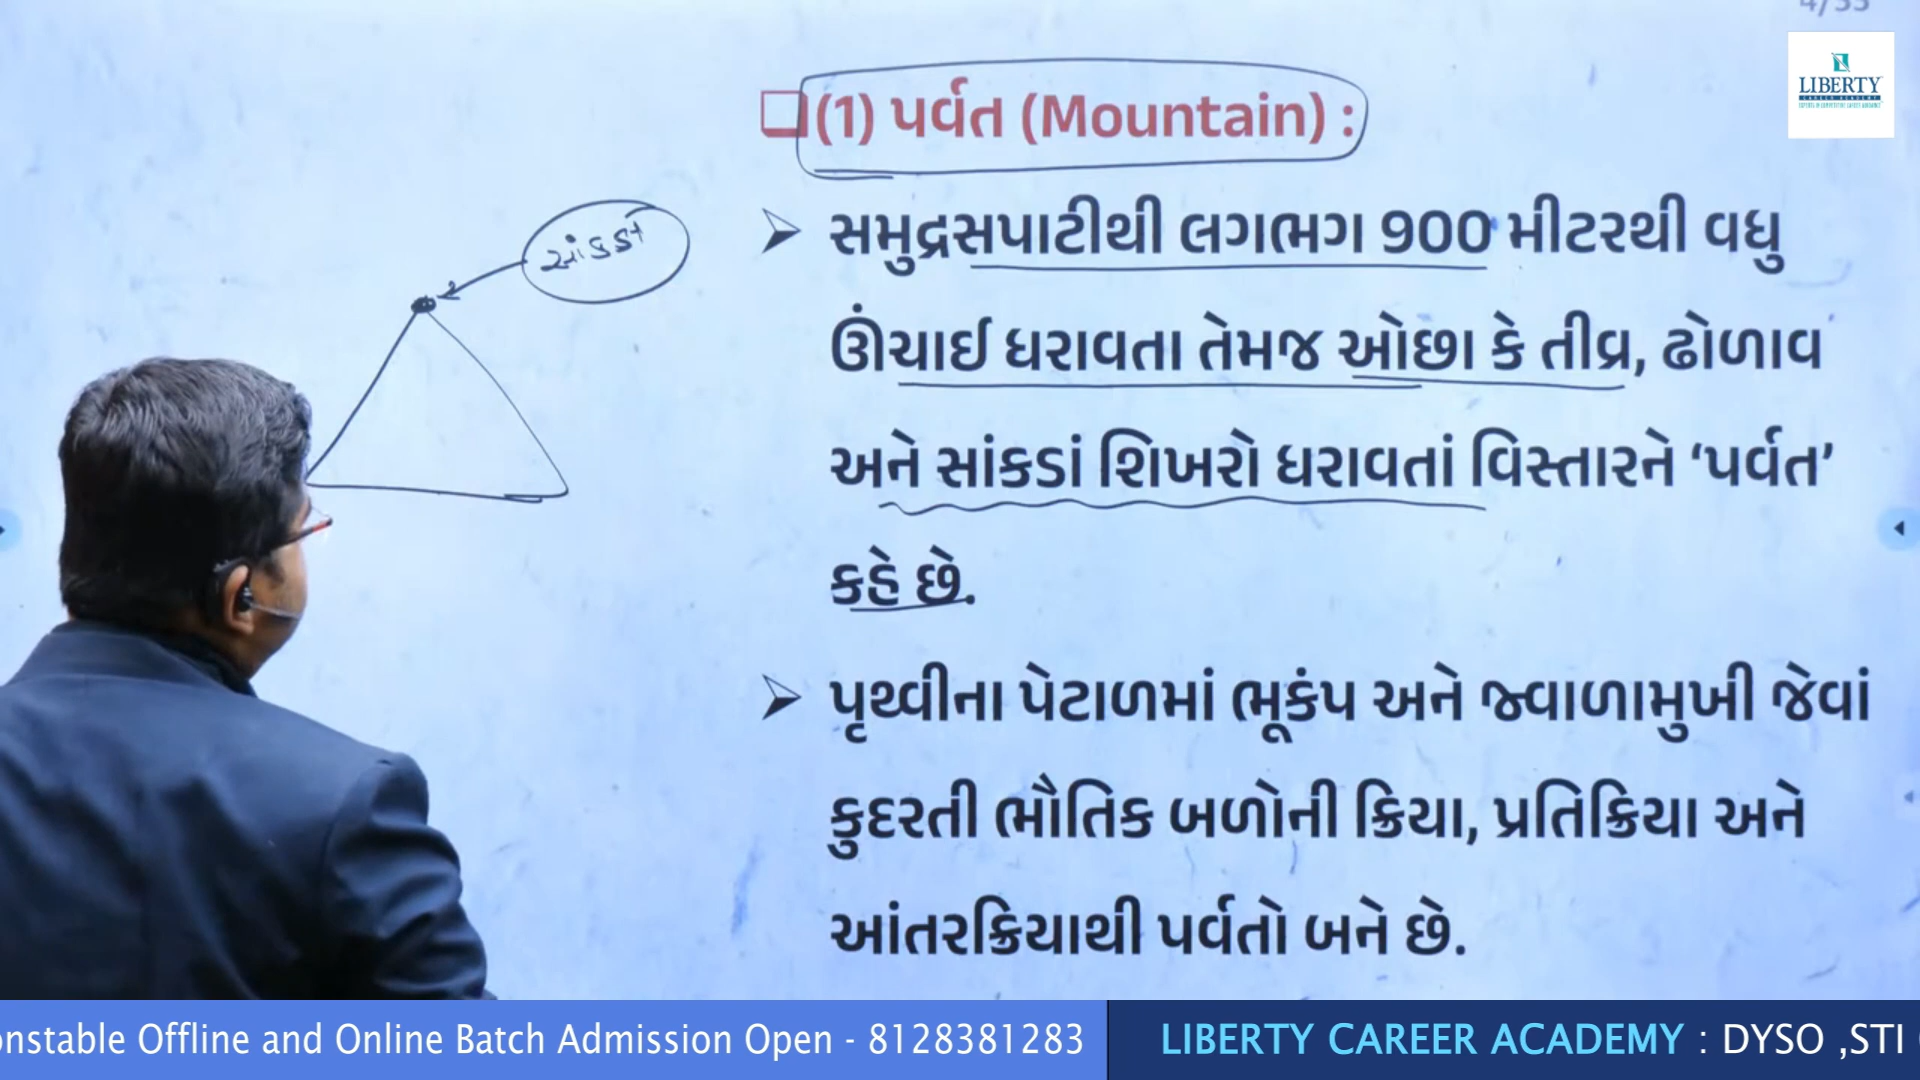 4/35
LIBERTY
(1) પર્વત (Mountain) :
સાંકડા
➢ સમુદ્રસપાટીથી લગભગ 900 મીટરથી વધુ
ઊંચાઈ ધરાવતા તેમજ ઓછા કે તીવ્ર, ઢોળાવ
અને સાંકડાં શિખરો ધરાવતાં વિસ્તારને ‘પર્વત’
કહે છે.
➢ પૃથ્વીના પેટાળમાં ભૂકંપ અને જ્વાળામુખી જેવાં
કુદરતી ભૌતિક બળોની ક્રિયા, પ્રતિક્રિયા અને
આંતરક્રિયાથી પર્વતો બને છે.
nstable Offline and Online Batch Admission Open - 8128381283
LIBERTY CAREER ACADEMY : DYSO ,STI